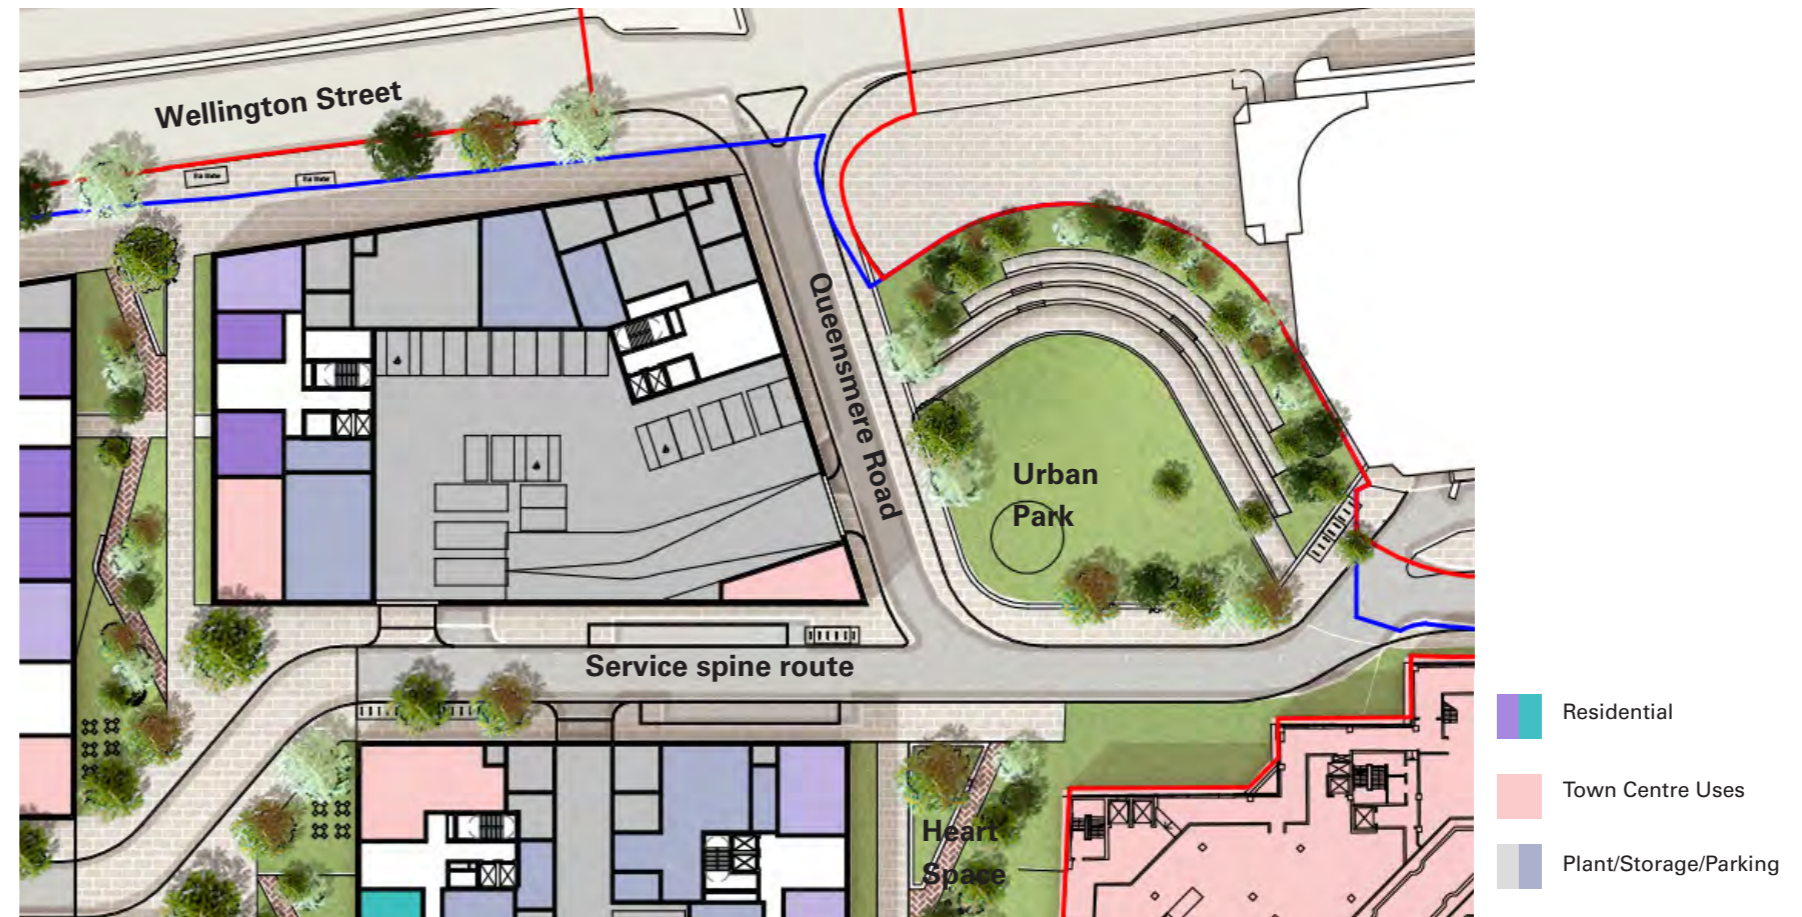 Wellington Street
Queensmere Road
Urban
Park
Service spine route
Heart
Space
Residential
Town Centre Uses
Plant/Storage/Parking